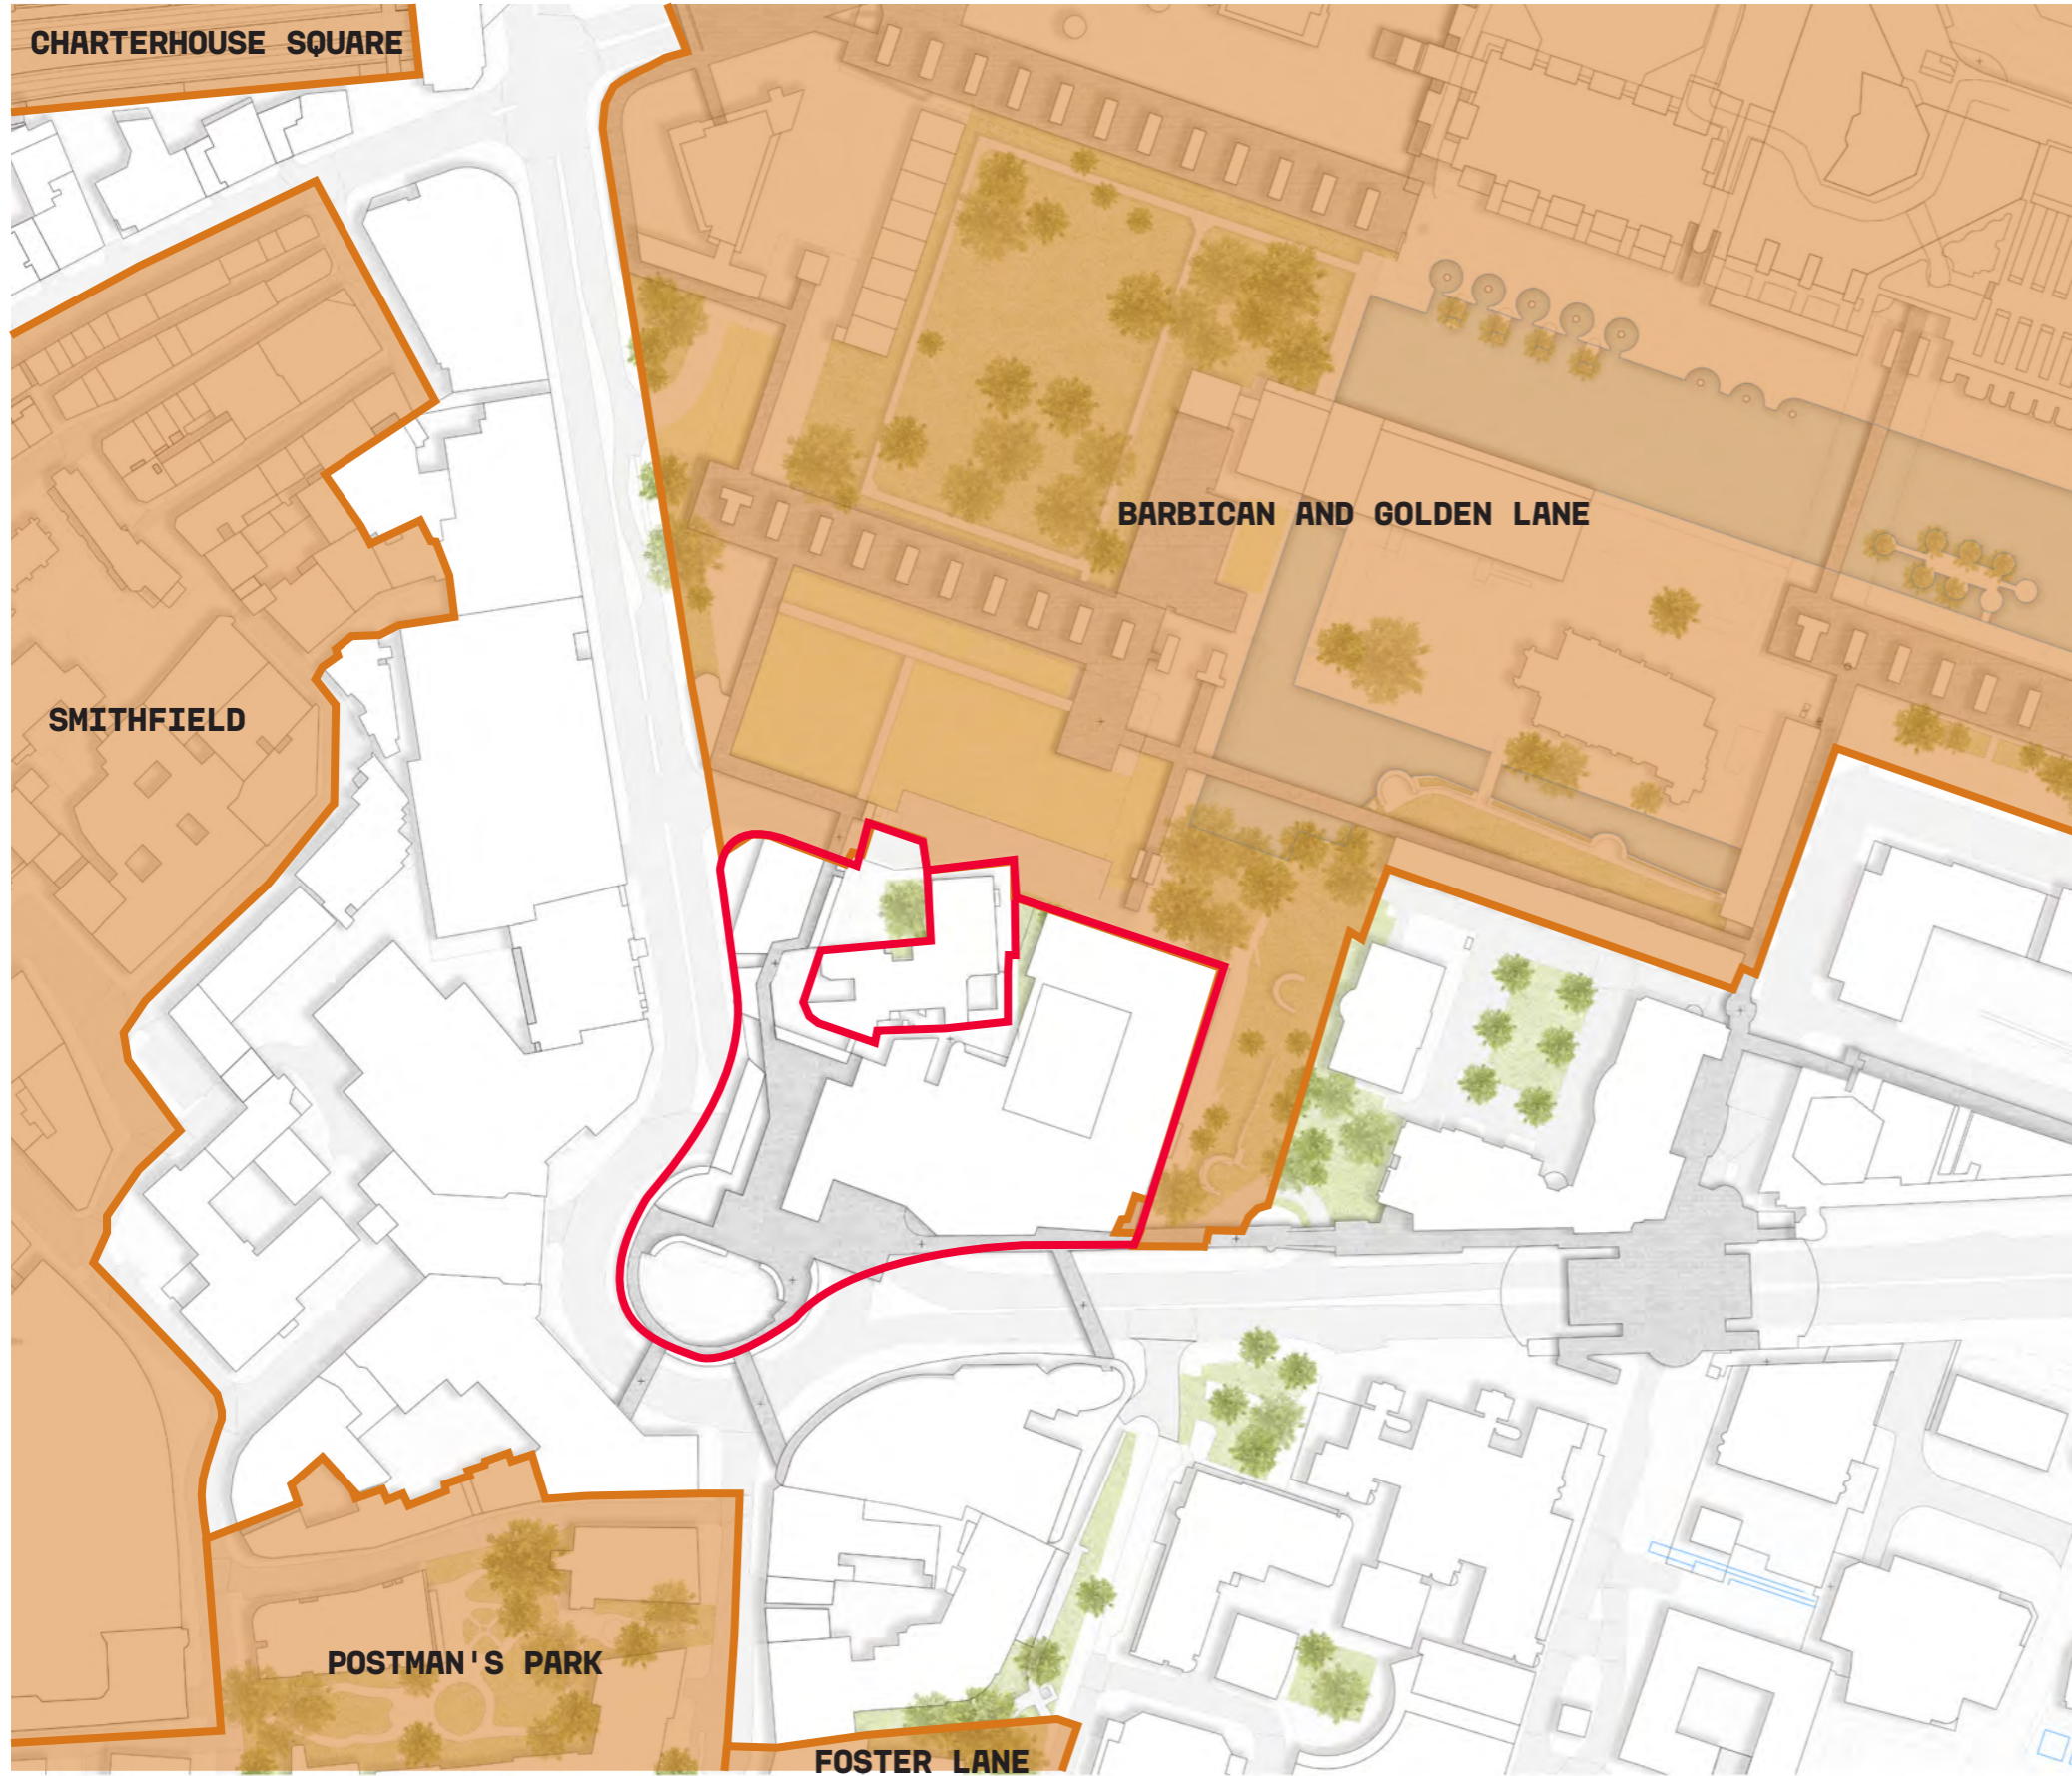 CHARTERHOUSE SQUARE
BARBICAN AND GOLDEN LANE
SMITHFIELD
POSTMAN'S PARK
FOSTER LANE